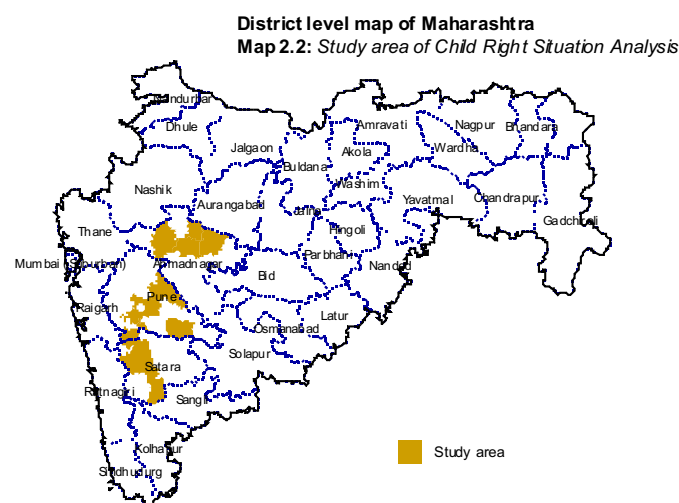 District level map of Maharashtra
Map 2.2: Study area of Child Right Situation Analysis
Nandurbar
Dhule
Jalgaon
Buldana
Amravati
Akola
Nagpur
Bhandara
Wardha
Washim
Nashik
Aurangabad
Jalna
Hingoli
Yavatmal
Chandrapur
Gadchiroli
Thane
Mumbai (Suburban)
Ahmadnagar
Parbhani
Nanded
Bid
Pune
Raigarh
Latur
Osmanabad
Solapur
Satara
Ratnagiri
Sangli
Kolhapur
Sindhudurg
Study area